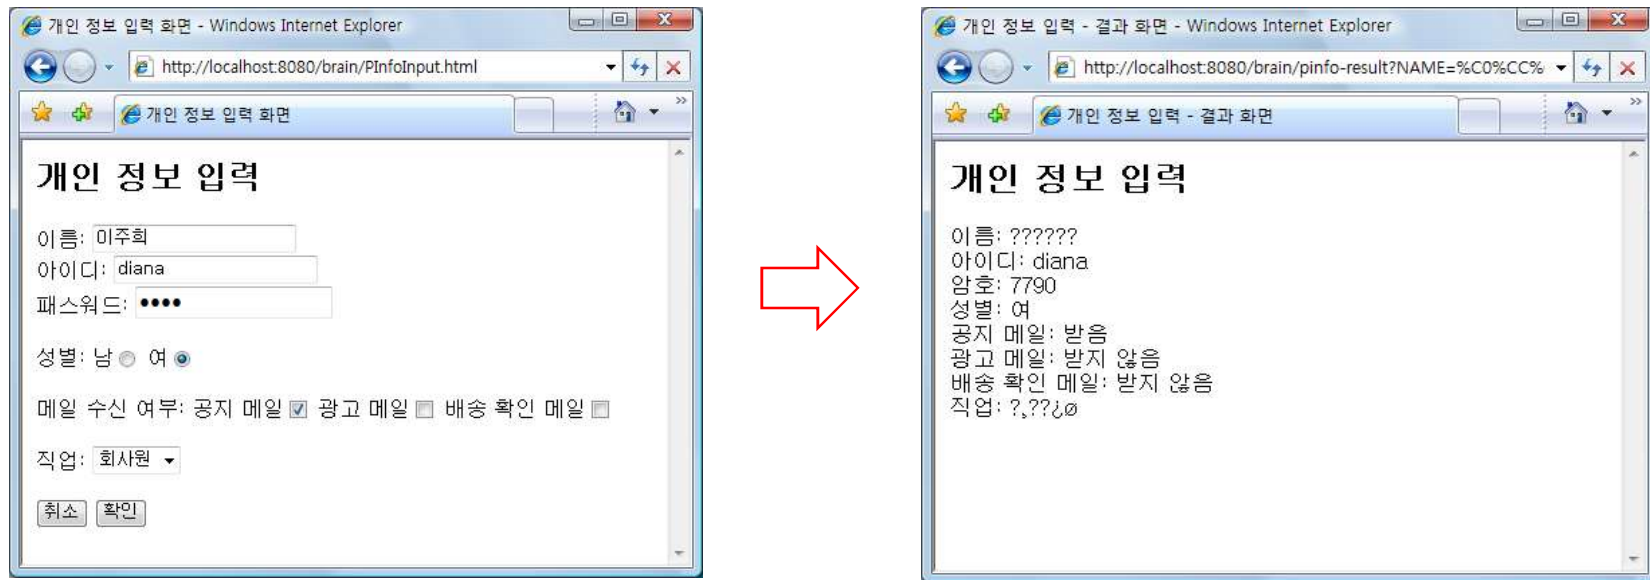 개인 정보 입력 화면 - Windows Internet Explorer
http://localhost:8080/brain/PInfoInput.html
개인 정보 입력 화면
개인 정보 입력
이름: 이주희
아이디: diana
패스워드: ••••
성별: 남 여
메일 수신 여부: 공지 메일 광고 메일 배송 확인 메일
직업: 회사원
취소 확인
개인 정보 입력 - 결과 화면 - Windows Internet Explorer
http://localhost:8080/brain/pinfo-result?NAME=%C0%CC%
개인 정보 입력 - 결과 화면
개인 정보 입력
이름: ??????
아이디: diana
암호: 7790
성별: 여
공지 메일: 받음
광고 메일: 받지 않음
배송 확인 메일: 받지 않음
직업: ?¸??¿ø